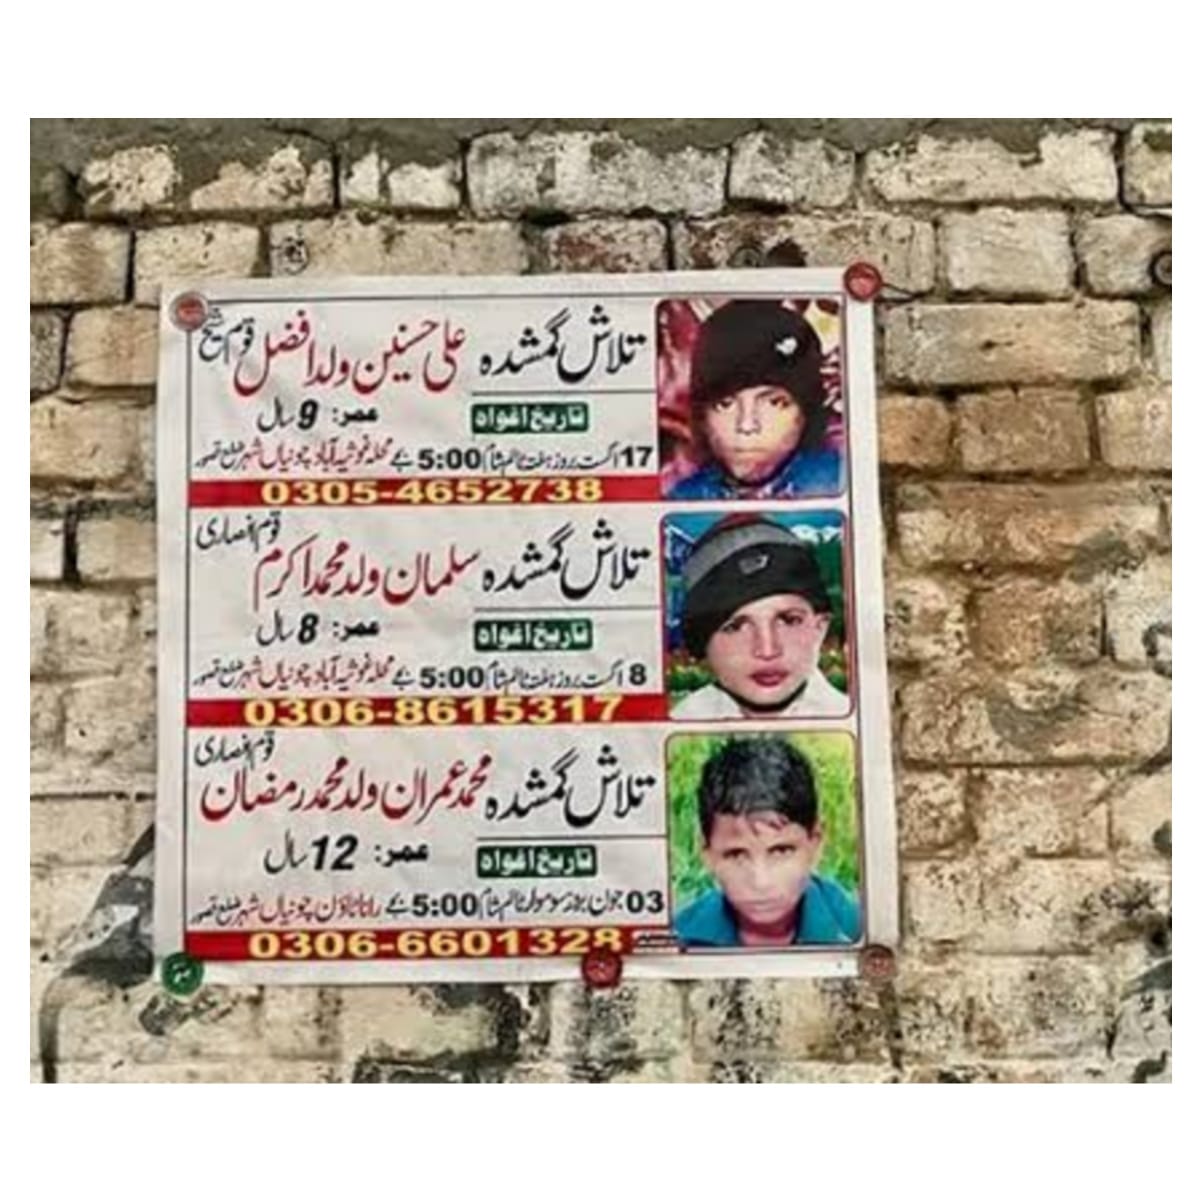 تلاش گمشدہ علی حسنین ولد افضل قوم شیخ
عمر: 9 سال
تاریخ اغواہ
17 اگست بروز ہفتہ ٹائم شام 5:00 بجے محلہ غوثیہ آباد چونیاں شہر ضلع قصور
0305-4652738
تلاش گمشدہ سلمان ولد محمد اکرم قوم انصاری
عمر: 8 سال
تاریخ اغواہ
8 اگست بروز ہفتہ ٹائم شام 5:00 بجے محلہ غوثیہ آباد چونیاں شہر ضلع قصور
0306-8615317
تلاش گمشدہ محمد عمران ولد محمد رمضان قوم انصاری
عمر: 12 سال
تاریخ اغواہ
03 جون بروز سوموار ٹائم شام 5:00 بجے رانا ٹاؤن چونیاں شہر ضلع قصور
0306-6601328